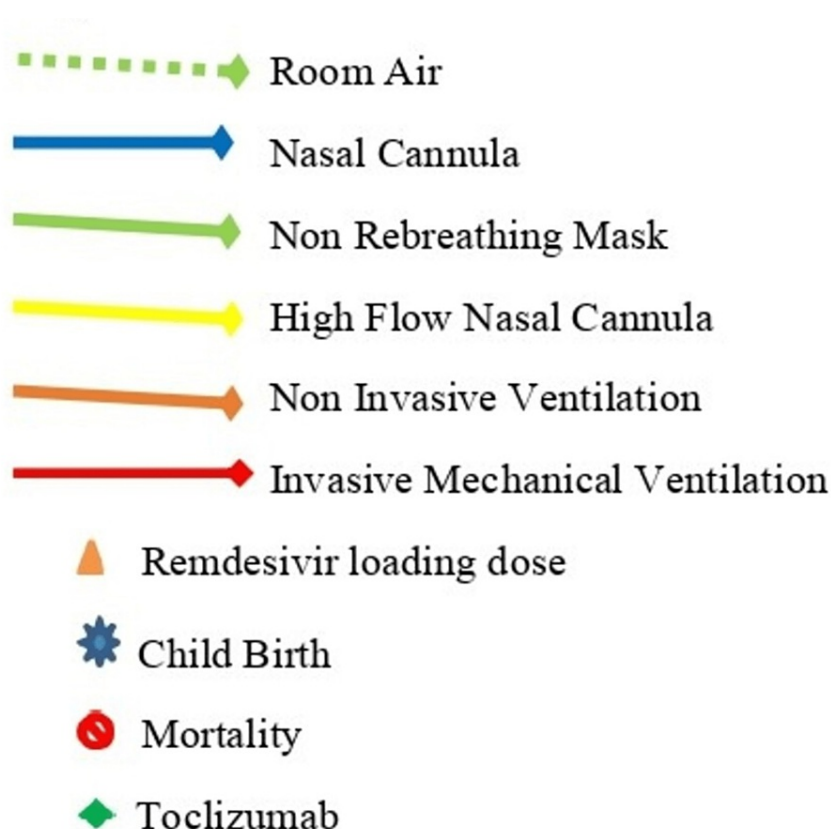 Room Air
Nasal Cannula
Non Rebreathing Mask
High Flow Nasal Cannula
Non Invasive Ventilation
Invasive Mechanical Ventilation
Remdesivir loading dose
Child Birth
Mortality
Toclizumab